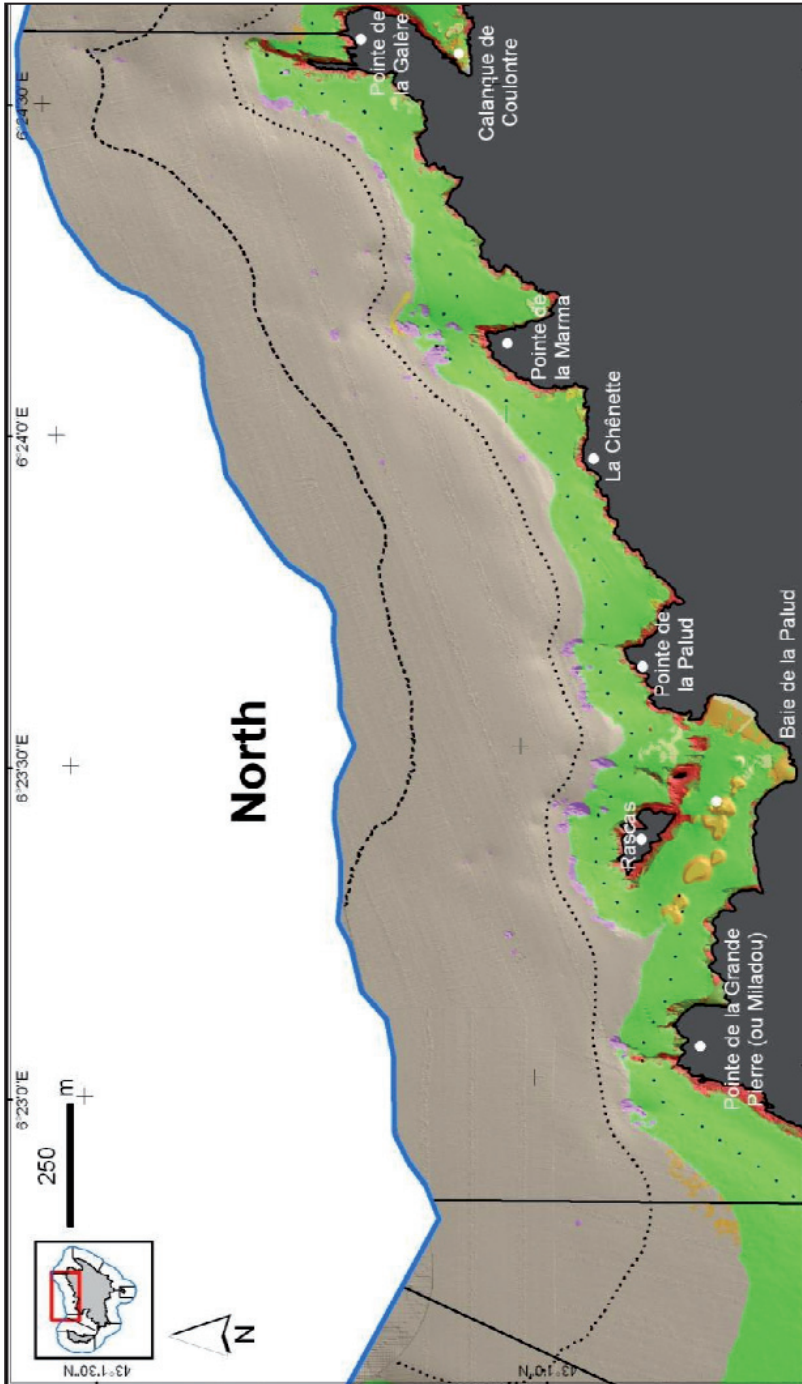 250
m
N
43°1'30"N
43°1'0"N
6°23'0"E
6°23'30"E
6°24'0"E
6°24'30"E
North
Pointe de la Grande
Pierre (ou Miladou)
Rascas
Baie de la Palud
Pointe de
la Palud
La Chênette
Pointe de
la Marma
Pointe de
la Galère
Calanque de
Coulontre